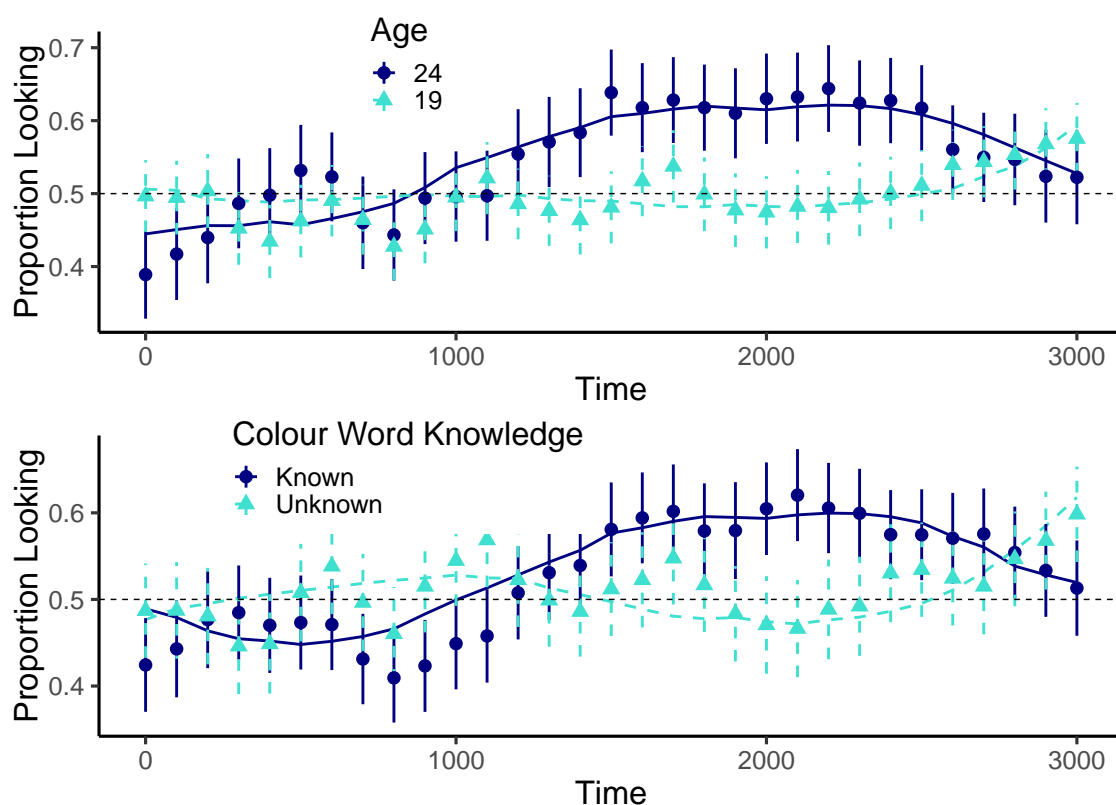 Age
24
19
Proportion Looking
0.7
0.6
0.5
0.4
0
1000
2000
3000
Time
Colour Word Knowledge
Known
Unknown
Proportion Looking
0.6
0.5
0.4
0
1000
2000
3000
Time